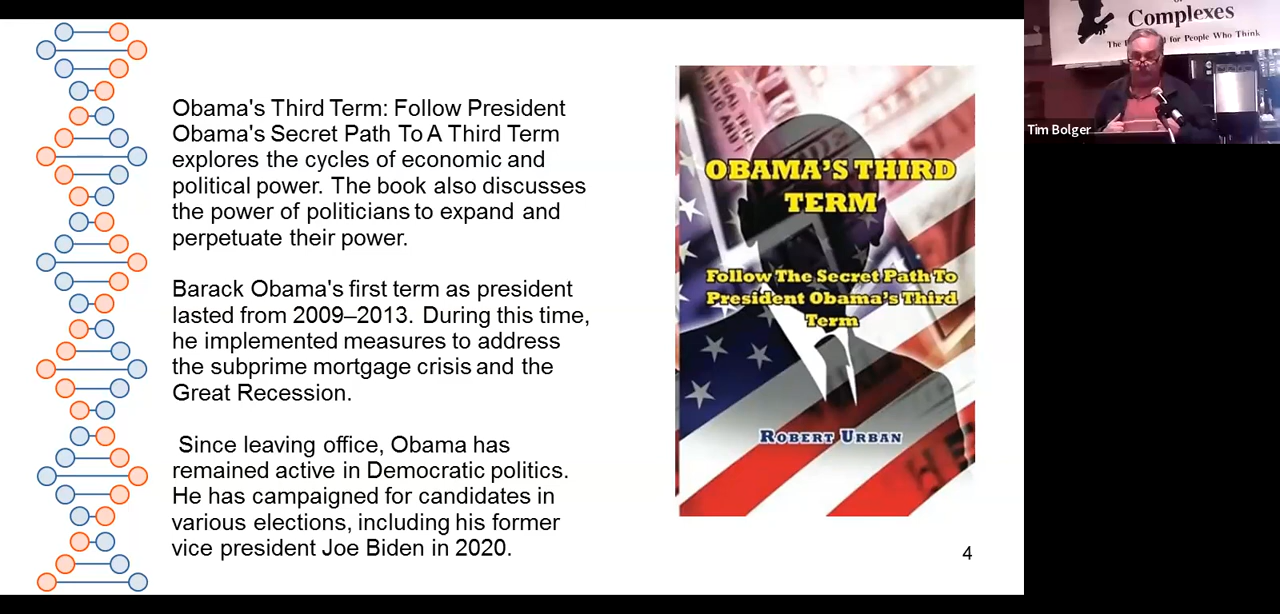 Obama's Third Term: Follow President
Obama's Secret Path To A Third Term
explores the cycles of economic and
political power. The book also discusses
the power of politicians to expand and
perpetuate their power.
Barack Obama's first term as president
lasted from 2009–2013. During this time,
he implemented measures to address
the subprime mortgage crisis and the
Great Recession.
Since leaving office, Obama has
remained active in Democratic politics.
He has campaigned for candidates in
various elections, including his former
vice president Joe Biden in 2020.
OBAMA'S THIRD
TERM
Follow The Secret Path To
President Obama's Third
Term
ROBERT URBAN
4
Complexes
The for People Who Think
Tim Bolger